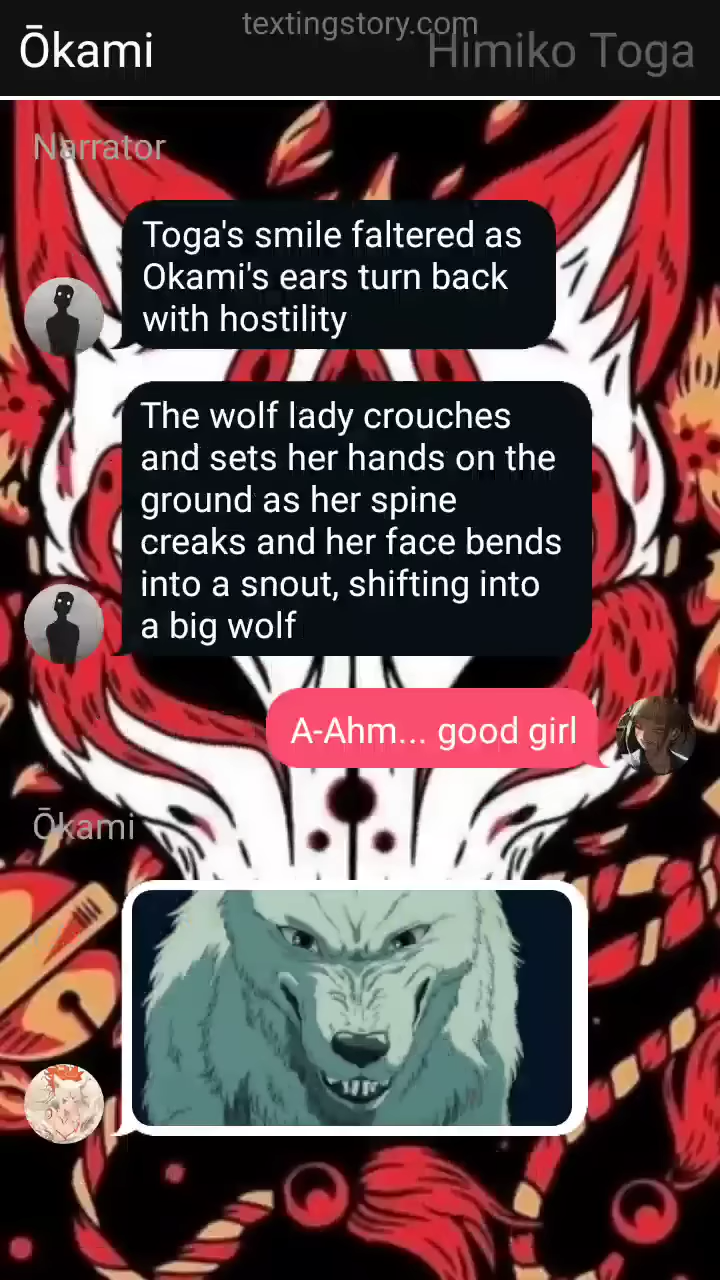 textingstory.com
Ōkami
Himiko Toga
Narrator
Toga's smile faltered as
Okami's ears turn back
with hostility
The wolf lady crouches
and sets her hands on the
ground as her spine
creaks and her face bends
into a snout, shifting into
a big wolf
A-Ahm... good girl
Ōkami